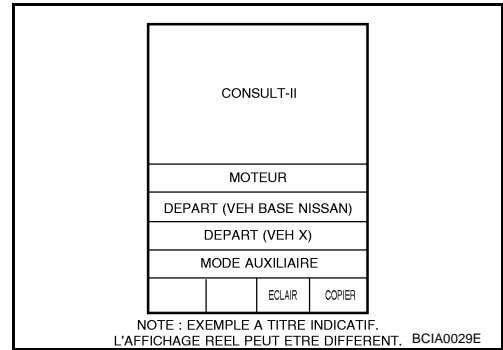 CONSULT-II
MOTEUR
DEPART (VEH BASE NISSAN)
DEPART (VEH X)
MODE AUXILIAIRE
ECLAIR COPIER
NOTE : EXEMPLE A TITRE INDICATIF.
L'AFFICHAGE REEL PEUT ETRE DIFFERENT. BCIA0029E